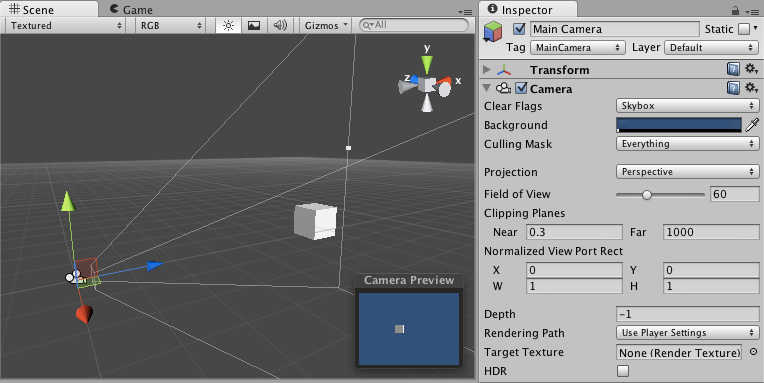 Scene Game
Textured RGB Gizmos All
y
x
z
Camera Preview
Inspector
Main Camera Static
Tag MainCamera Layer Default
Transform
Camera
Clear Flags Skybox
Background
Culling Mask Everything
Projection Perspective
Field of View 60
Clipping Planes
Near 0.3 Far 1000
Normalized View Port Rect
X 0 Y 0
W 1 H 1
Depth -1
Rendering Path Use Player Settings
Target Texture None (Render Texture)
HDR